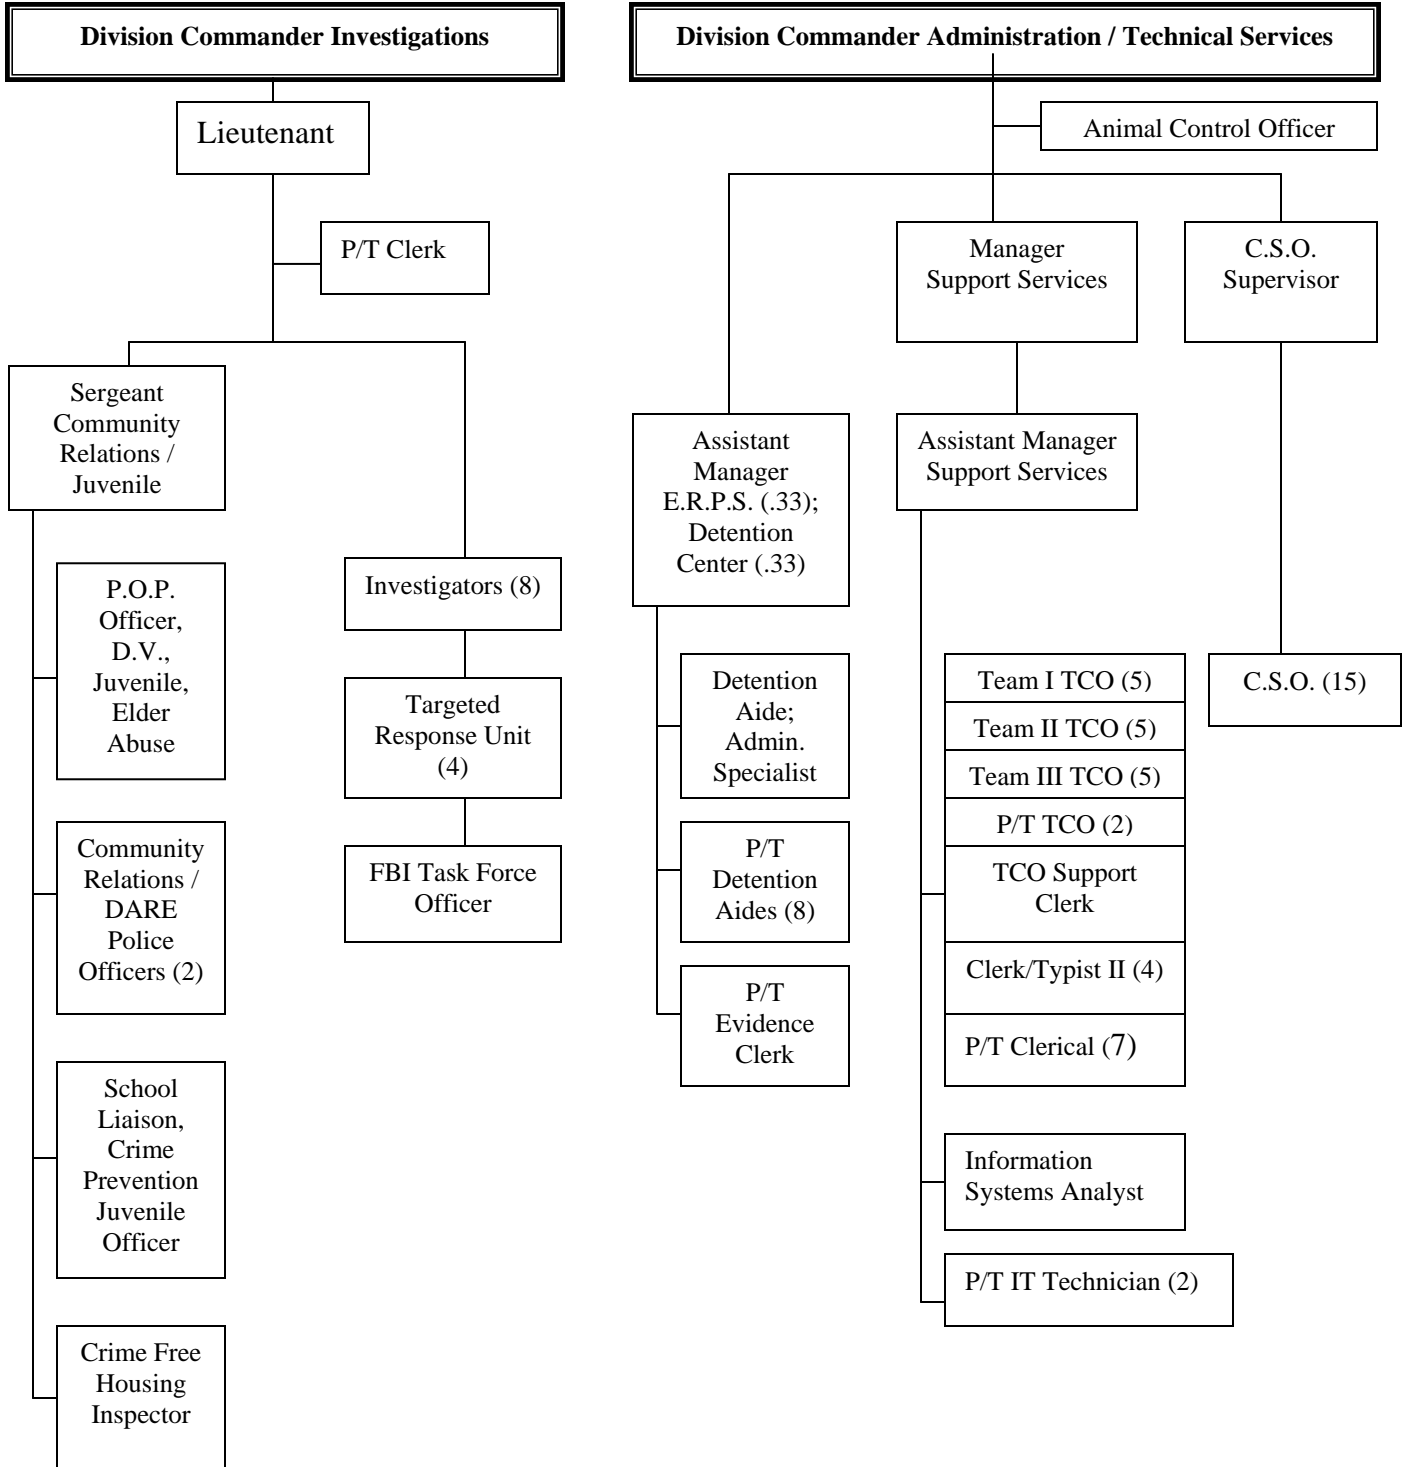 Division Commander Investigations
Lieutenant
P/T Clerk
Sergeant
Community
Relations /
Juvenile
P.O.P.
Officer,
D.V.,
Juvenile,
Elder
Abuse
Community
Relations /
DARE
Police
Officers (2)
School
Liaison,
Crime
Prevention
Juvenile
Officer
Crime Free
Housing
Inspector
Investigators (8)
Targeted
Response Unit
(4)
FBI Task Force
Officer
Division Commander Administration / Technical Services
Animal Control Officer
Assistant
Manager
E.R.P.S. (.33);
Detention
Center (.33)
Detention
Aide;
Admin.
Specialist
P/T
Detention
Aides (8)
P/T
Evidence
Clerk
Manager
Support Services
Assistant Manager
Support Services
Team I TCO (5)
Team II TCO (5)
Team III TCO (5)
P/T TCO (2)
TCO Support
Clerk
Clerk/Typist II (4)
P/T Clerical (7)
Information
Systems Analyst
P/T IT Technician (2)
C.S.O.
Supervisor
C.S.O. (15)